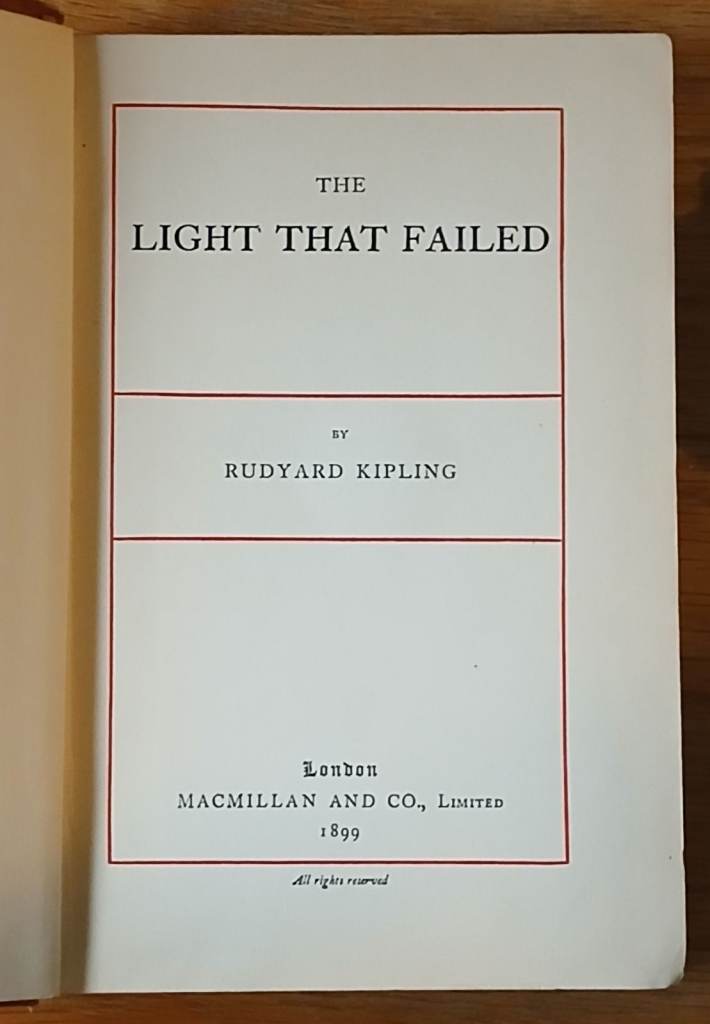 THE
LIGHT THAT FAILED
BY
RUDYARD KIPLING
London
MACMILLAN AND CO., LIMITED
1899
All rights reserved